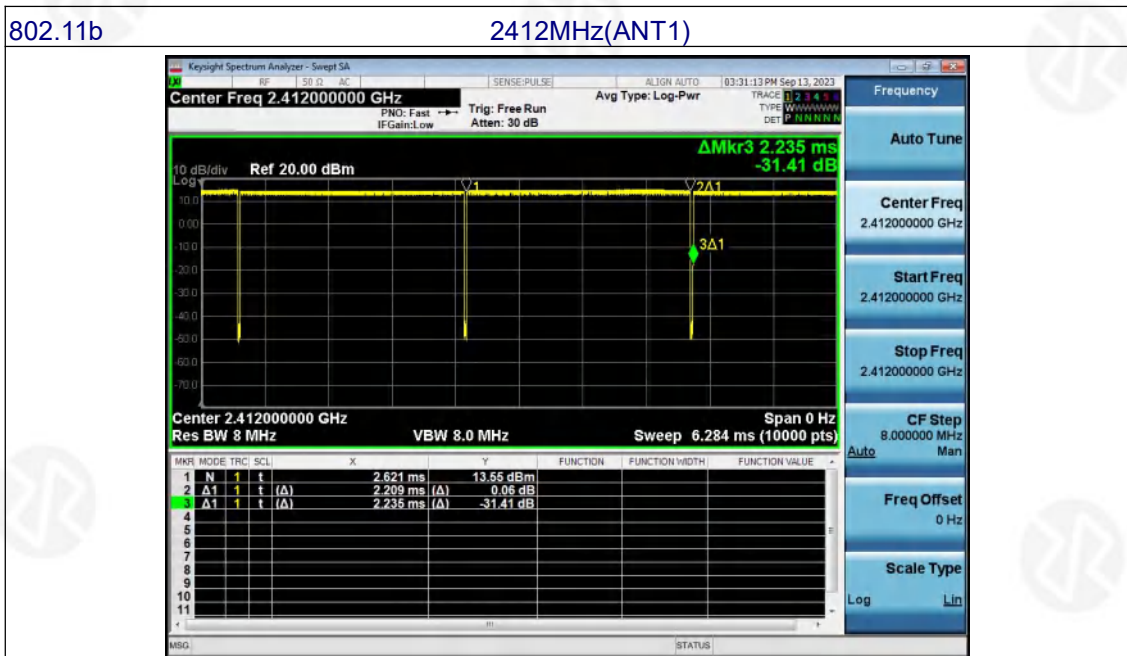 802.11b 2412MHz(ANT1)
Keysight Spectrum Analyzer - Swept SA
RF 50 Ω AC SENSE:PULSE ALIGN AUTO 03:31:13 PM Sep 13, 2023
Center Freq 2.412000000 GHz
PNO: Fast
IFGain:Low
Trig: Free Run
Atten: 30 dB
Avg Type: Log-Pwr
TRACE 1 2 3 4 5 6
TYPE WWWWWW
DET P N N N N N
ΔMkr3 2.235 ms
-31.41 dB
10 dB/div Ref 20.00 dBm
Log
10.0
0.00
-10.0
-20.0
-30.0
-40.0
-50.0
-60.0
-70.0
1
2Δ1
3Δ1
Center 2.412000000 GHz Span 0 Hz
Res BW 8 MHz VBW 8.0 MHz Sweep 6.284 ms (10000 pts)
MKR MODE TRC SCL X Y FUNCTION FUNCTION WIDTH FUNCTION VALUE
1 N 1 t 2.621 ms 13.55 dBm
2 Δ1 1 t (Δ) 2.209 ms (Δ) 0.06 dB
3 Δ1 1 t (Δ) 2.235 ms (Δ) -31.41 dB
4
5
6
7
8
9
10
11
MSG STATUS
Frequency
Auto Tune
Center Freq
2.412000000 GHz
Start Freq
2.412000000 GHz
Stop Freq
2.412000000 GHz
CF Step
8.000000 MHz
Auto Man
Freq Offset
0 Hz
Scale Type
Log Lin